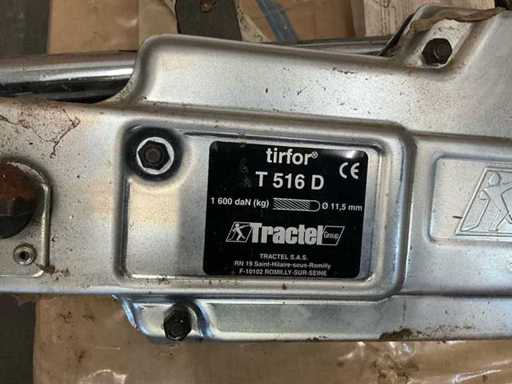 tirfor® CE
T 516 D
1 600 daN (kg) Ø 11,5 mm
Tractel Group
TRACTEL S.A.S.
RN 19 Saint-Hilaire-sous-Romilly
F-10102 ROMILLY-SUR-SEINE